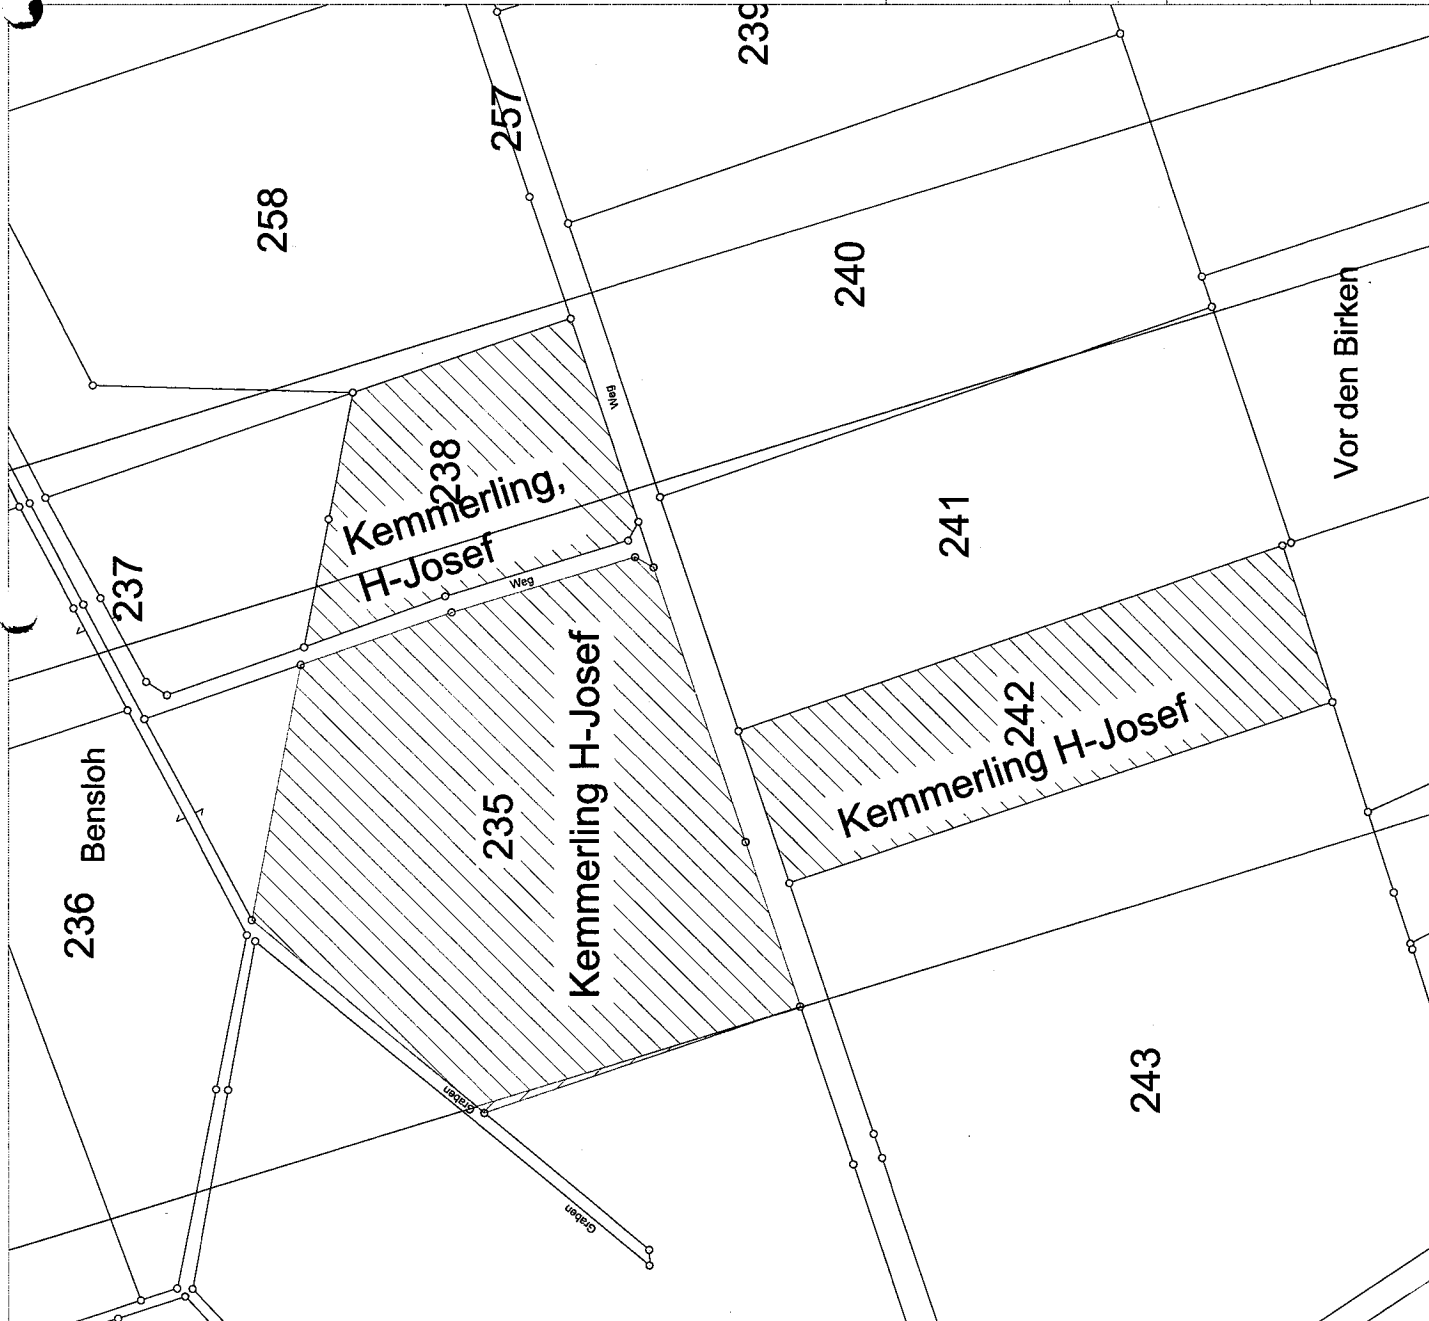 239
257
258
240
Vor den Birken
Weg
238
Kemmerling,
H-Josef
241
237
Weg
242
Kemmerling H-Josef
235
Kemmerling H-Josef
Bensloh
236
243
Graben
Graben